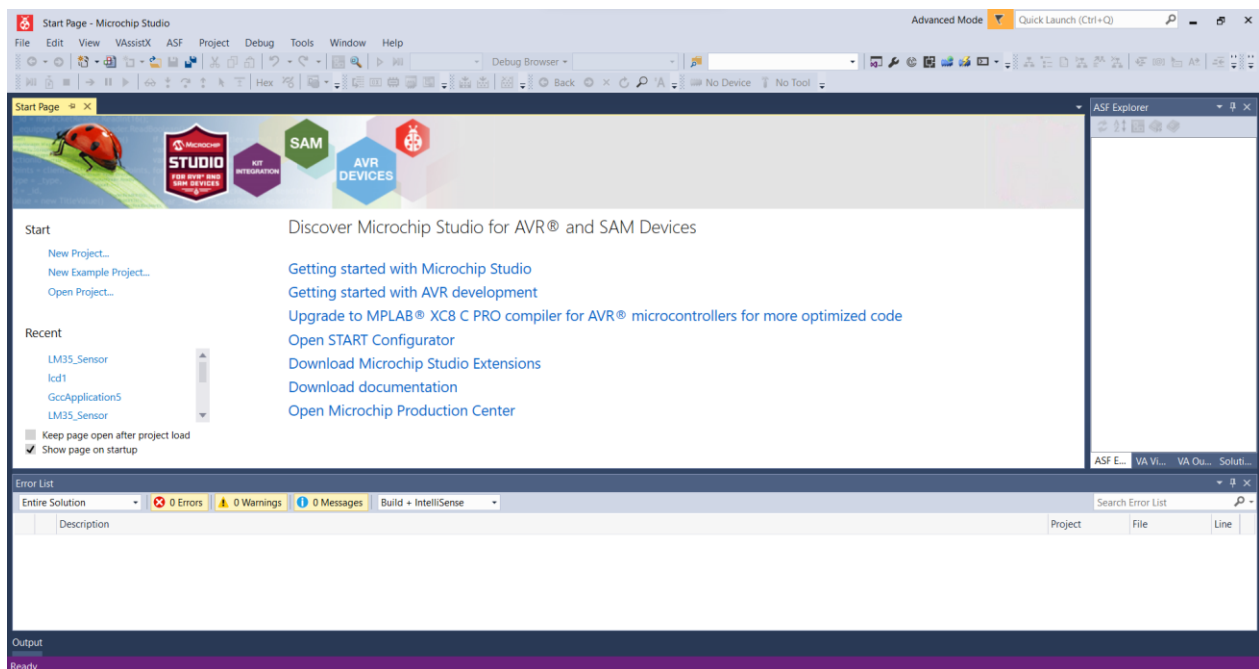 Start Page - Microchip Studio
Advanced Mode
Quick Launch (Ctrl+Q)
File Edit View VAssistX ASF Project Debug Tools Window Help
Debug Browser
Hex
Back
No Device
No Tool
Start Page
ASF Explorer
MICROCHIP
STUDIO
FOR AVR® AND
SAM DEVICES
KIT
INTEGRATION
SAM
AVR
DEVICES
Start
New Project...
New Example Project...
Open Project...
Recent
LM35_Sensor
lcd1
GccApplication5
LM35_Sensor
Keep page open after project load
Show page on startup
Discover Microchip Studio for AVR® and SAM Devices
Getting started with Microchip Studio
Getting started with AVR development
Upgrade to MPLAB® XC8 C PRO compiler for AVR® microcontrollers for more optimized code
Open START Configurator
Download Microchip Studio Extensions
Download documentation
Open Microchip Production Center
ASF E... VA Vi... VA Ou... Soluti...
Error List
Entire Solution
0 Errors
0 Warnings
0 Messages
Build + IntelliSense
Search Error List
Description
Project
File
Line
Output
Ready